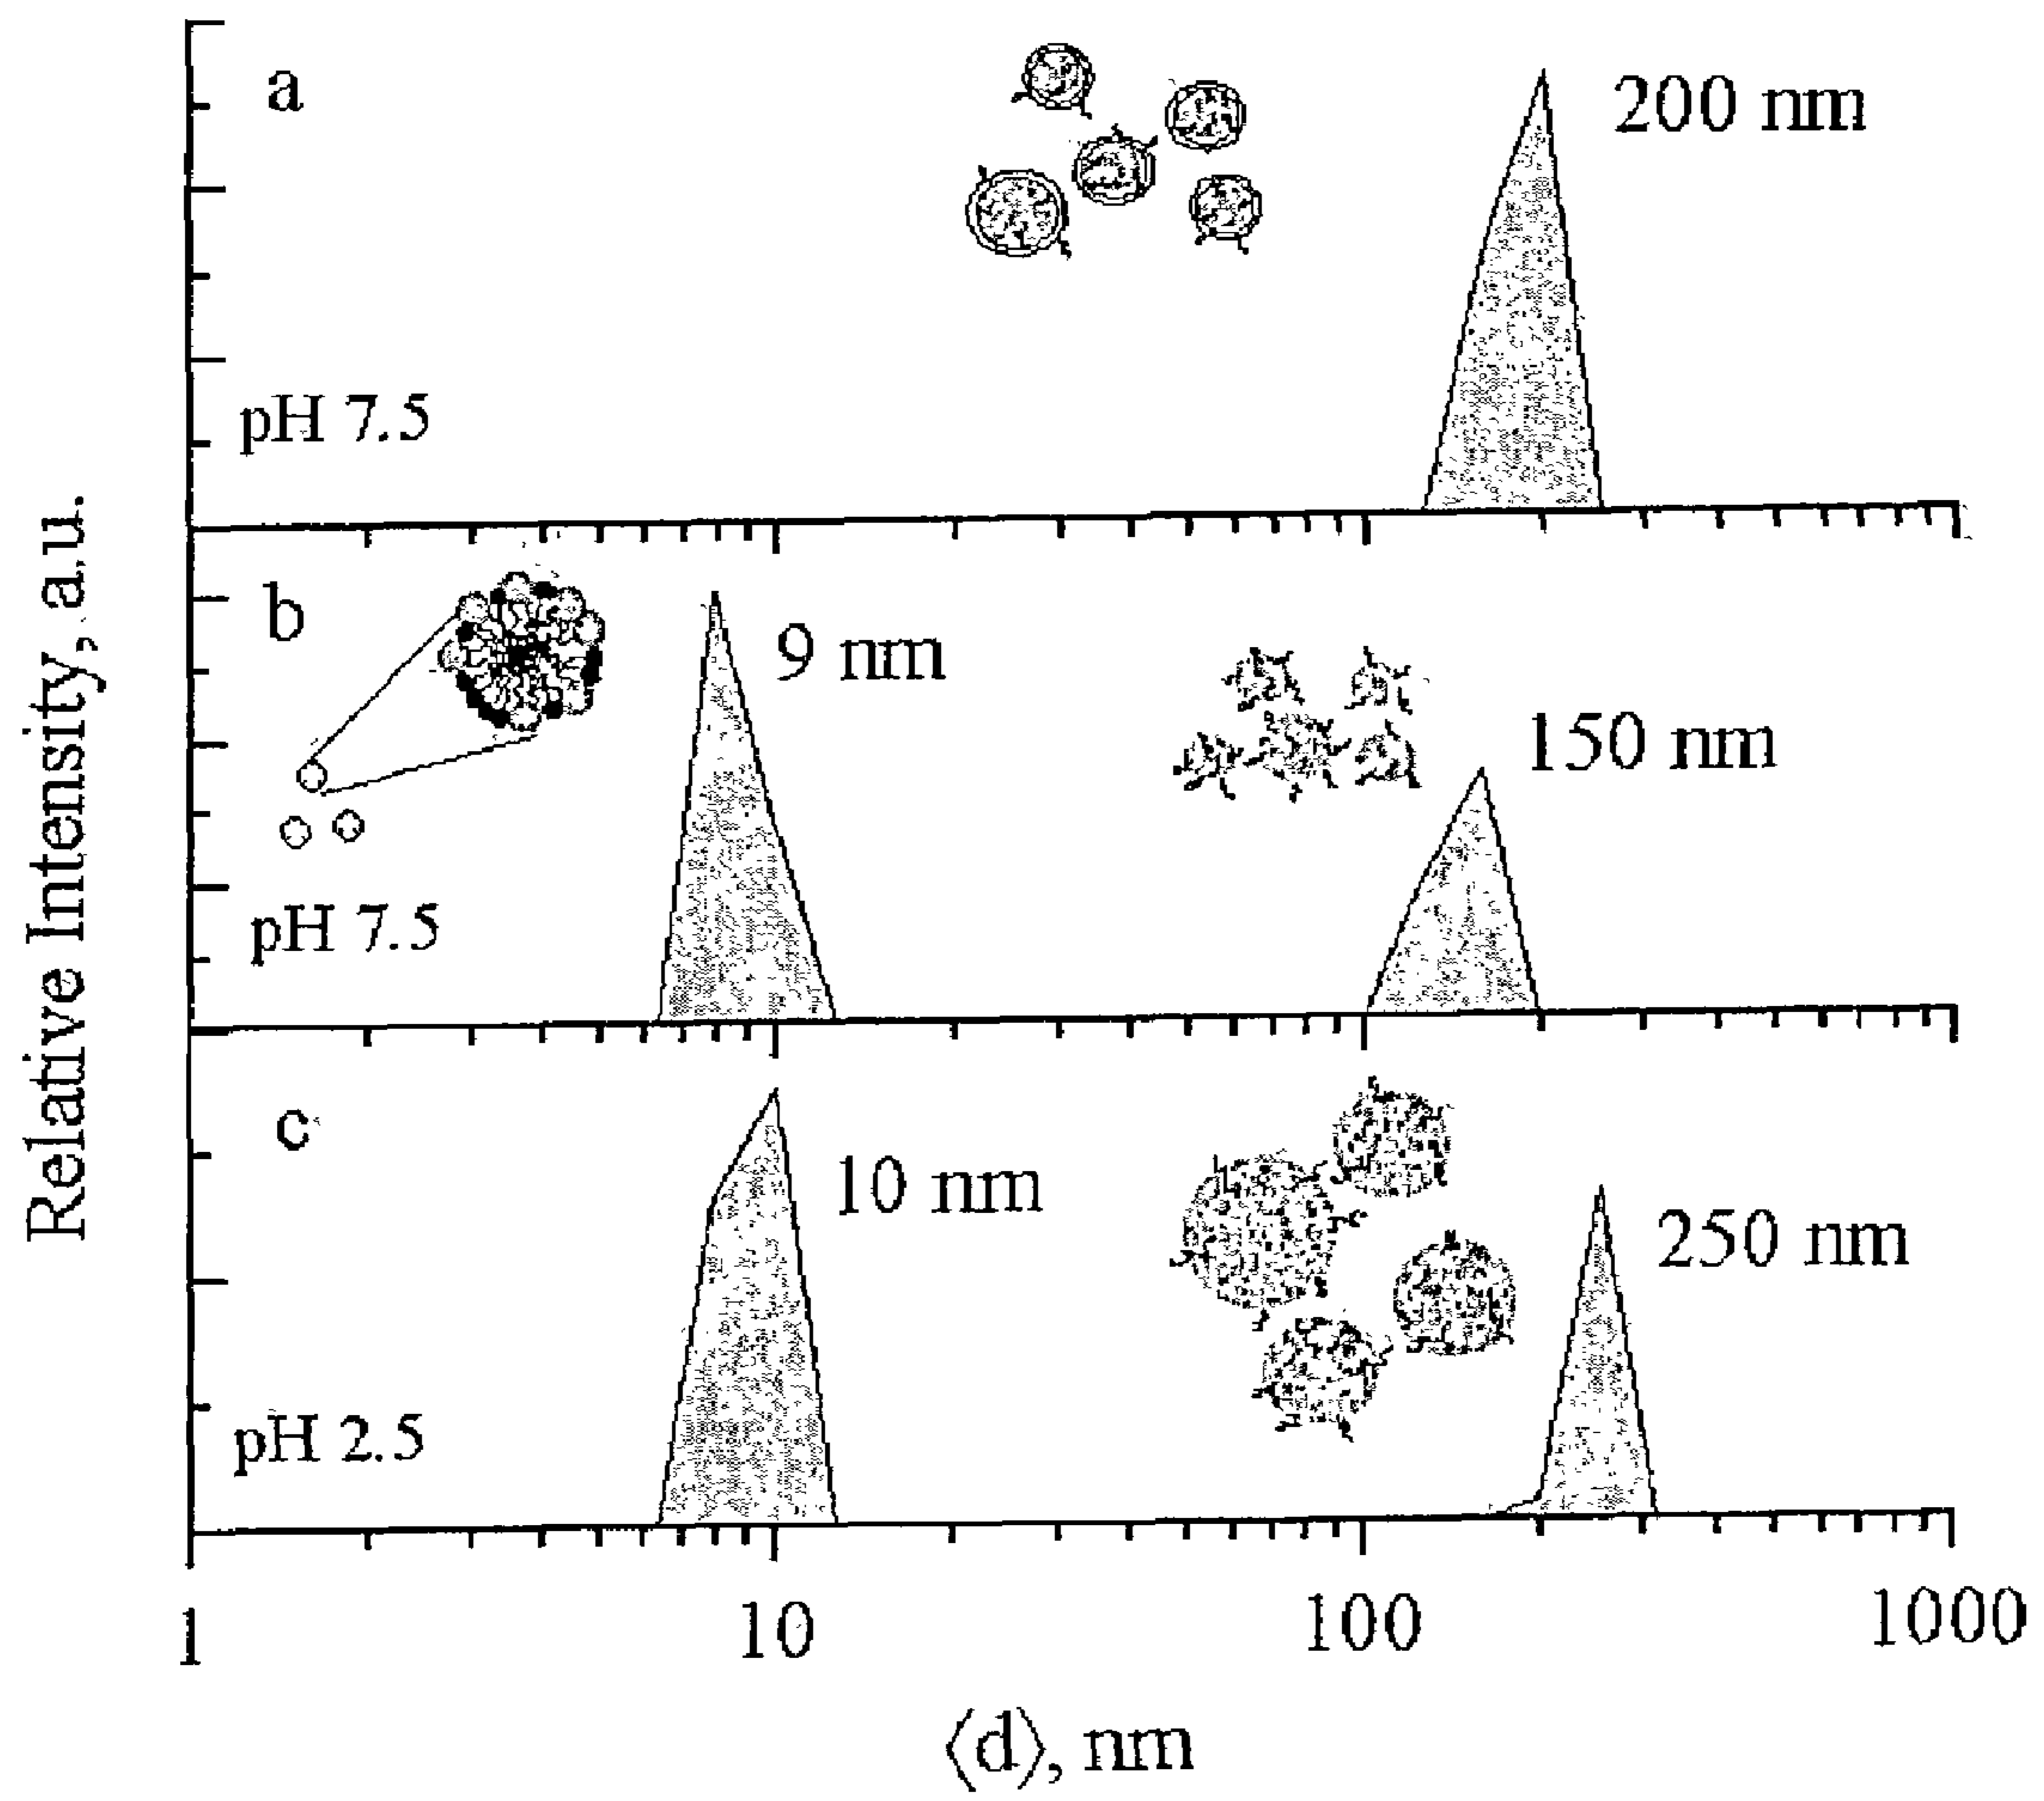 a
200 nm
pH 7.5
b
9 nm
150 nm
pH 7.5
c
10 nm
250 nm
pH 2.5
Relative Intensity, a.u.
1
10
100
1000
⟨d⟩, nm